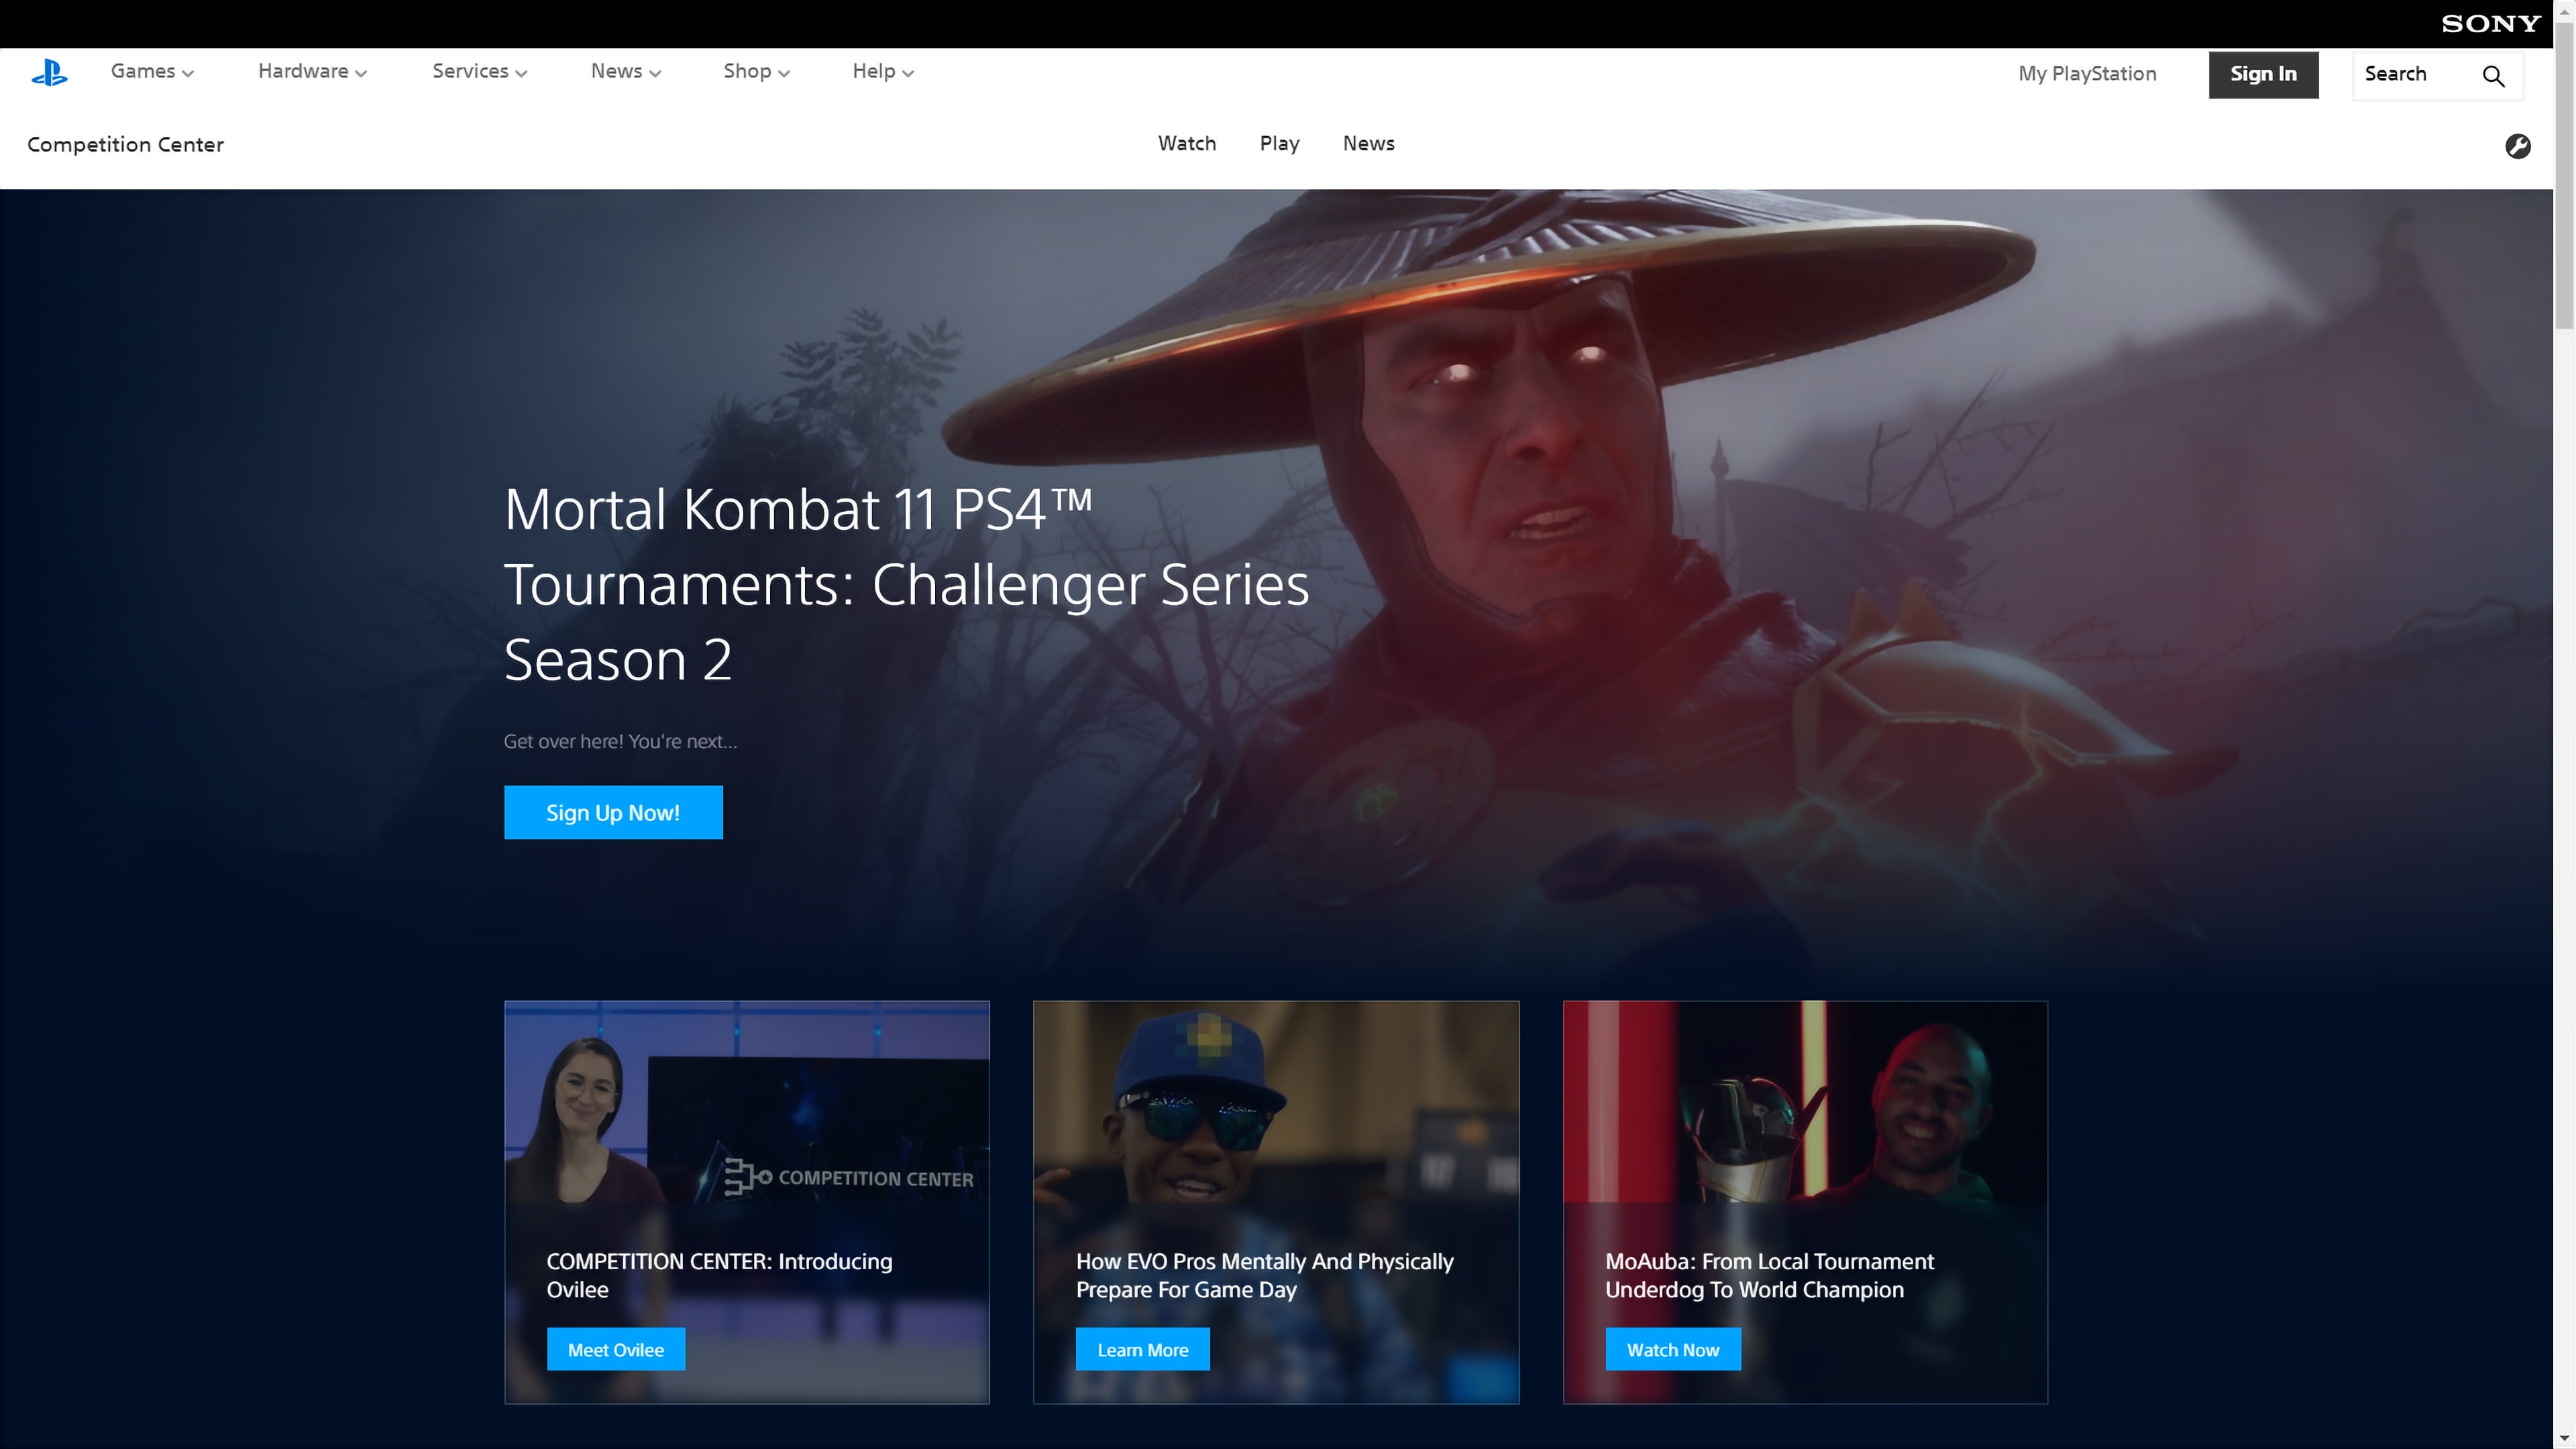 SONY
Games
Hardware
Services
News
Shop
Help
My PlayStation
Sign In
Search
Competition Center
Watch
Play
News
Mortal Kombat 11 PS4™
Tournaments: Challenger Series
Season 2
Get over here! You're next...
Sign Up Now!
COMPETITION CENTER
COMPETITION CENTER: Introducing
Ovilee
Meet Ovilee
How EVO Pros Mentally And Physically
Prepare For Game Day
Learn More
MoAuba: From Local Tournament
Underdog To World Champion
Watch Now